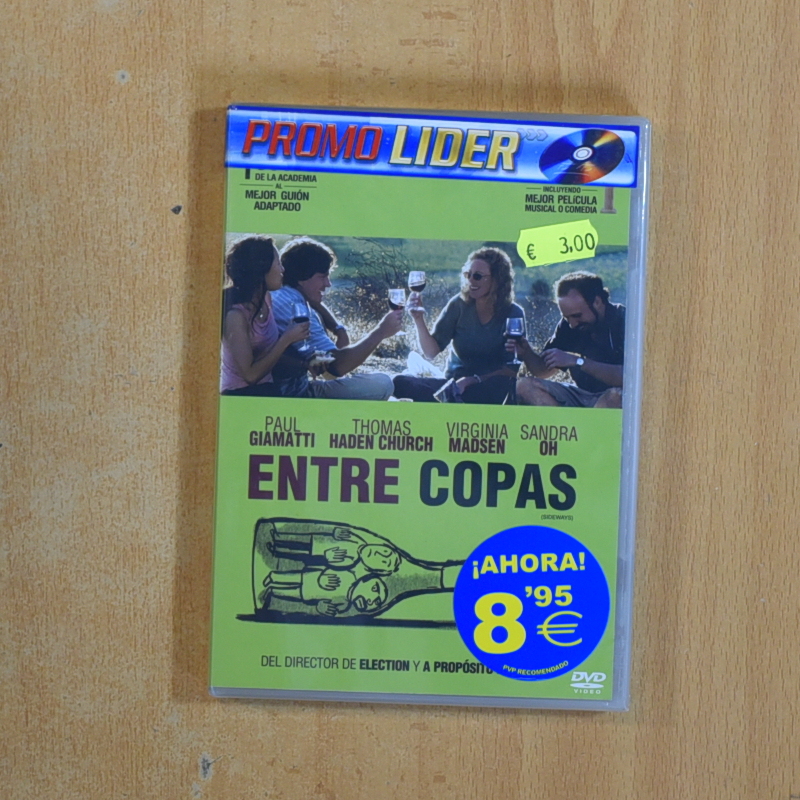 PROMO LIDER
DE LA ACADEMIA
AL
MEJOR GUIÓN
ADAPTADO
INCLUYENDO
MEJOR PELÍCULA
MUSICAL O COMEDIA
€ 3.00
PAUL
GIAMATTI
THOMAS
HADEN CHURCH
VIRGINIA
MADSEN
SANDRA
OH
ENTRE COPAS
(SIDEWAYS)
¡AHORA!
8'95
€
PVP RECOMENDADO
DEL DIRECTOR DE ELECTION Y A PROPÓSITO
DVD
VIDEO